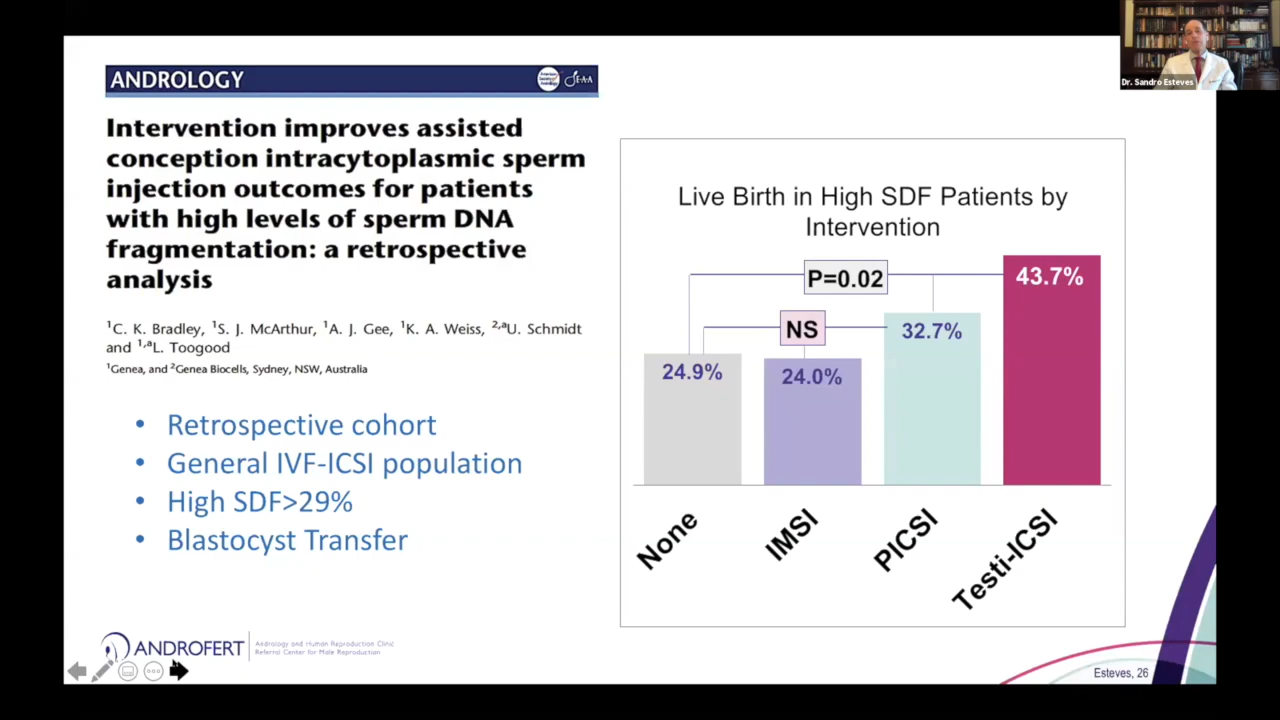 Dr. Sandro Esteves
ANDROLOGY
Intervention improves assisted
conception intracytoplasmic sperm
injection outcomes for patients
with high levels of sperm DNA
fragmentation: a retrospective
analysis
¹C. K. Bradley, ¹S. J. McArthur, ¹A. J. Gee, ¹K. A. Weiss, ²,ᵃU. Schmidt
and ¹,ᵃL. Toogood
¹Genea, and ²Genea Biocells, Sydney, NSW, Australia
• Retrospective cohort
• General IVF-ICSI population
• High SDF>29%
• Blastocyst Transfer
Live Birth in High SDF Patients by
Intervention
P=0.02
43.7%
NS
32.7%
24.9%
24.0%
None
IMSI
PICSI
Testi-ICSI
ANDROFERT
Andrology and Human Reproduction Clinic
Referral Center for Male Reproduction
Esteves, 26